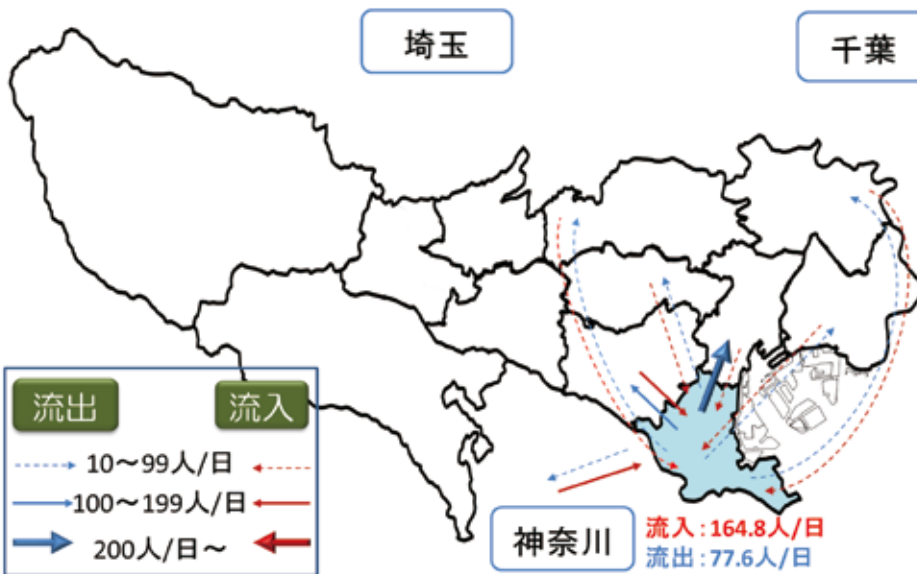 埼玉
千葉
流出
流入
10～99人/日
100～199人/日
200人/日～
神奈川
流入：164.8人/日
流出：77.6人/日